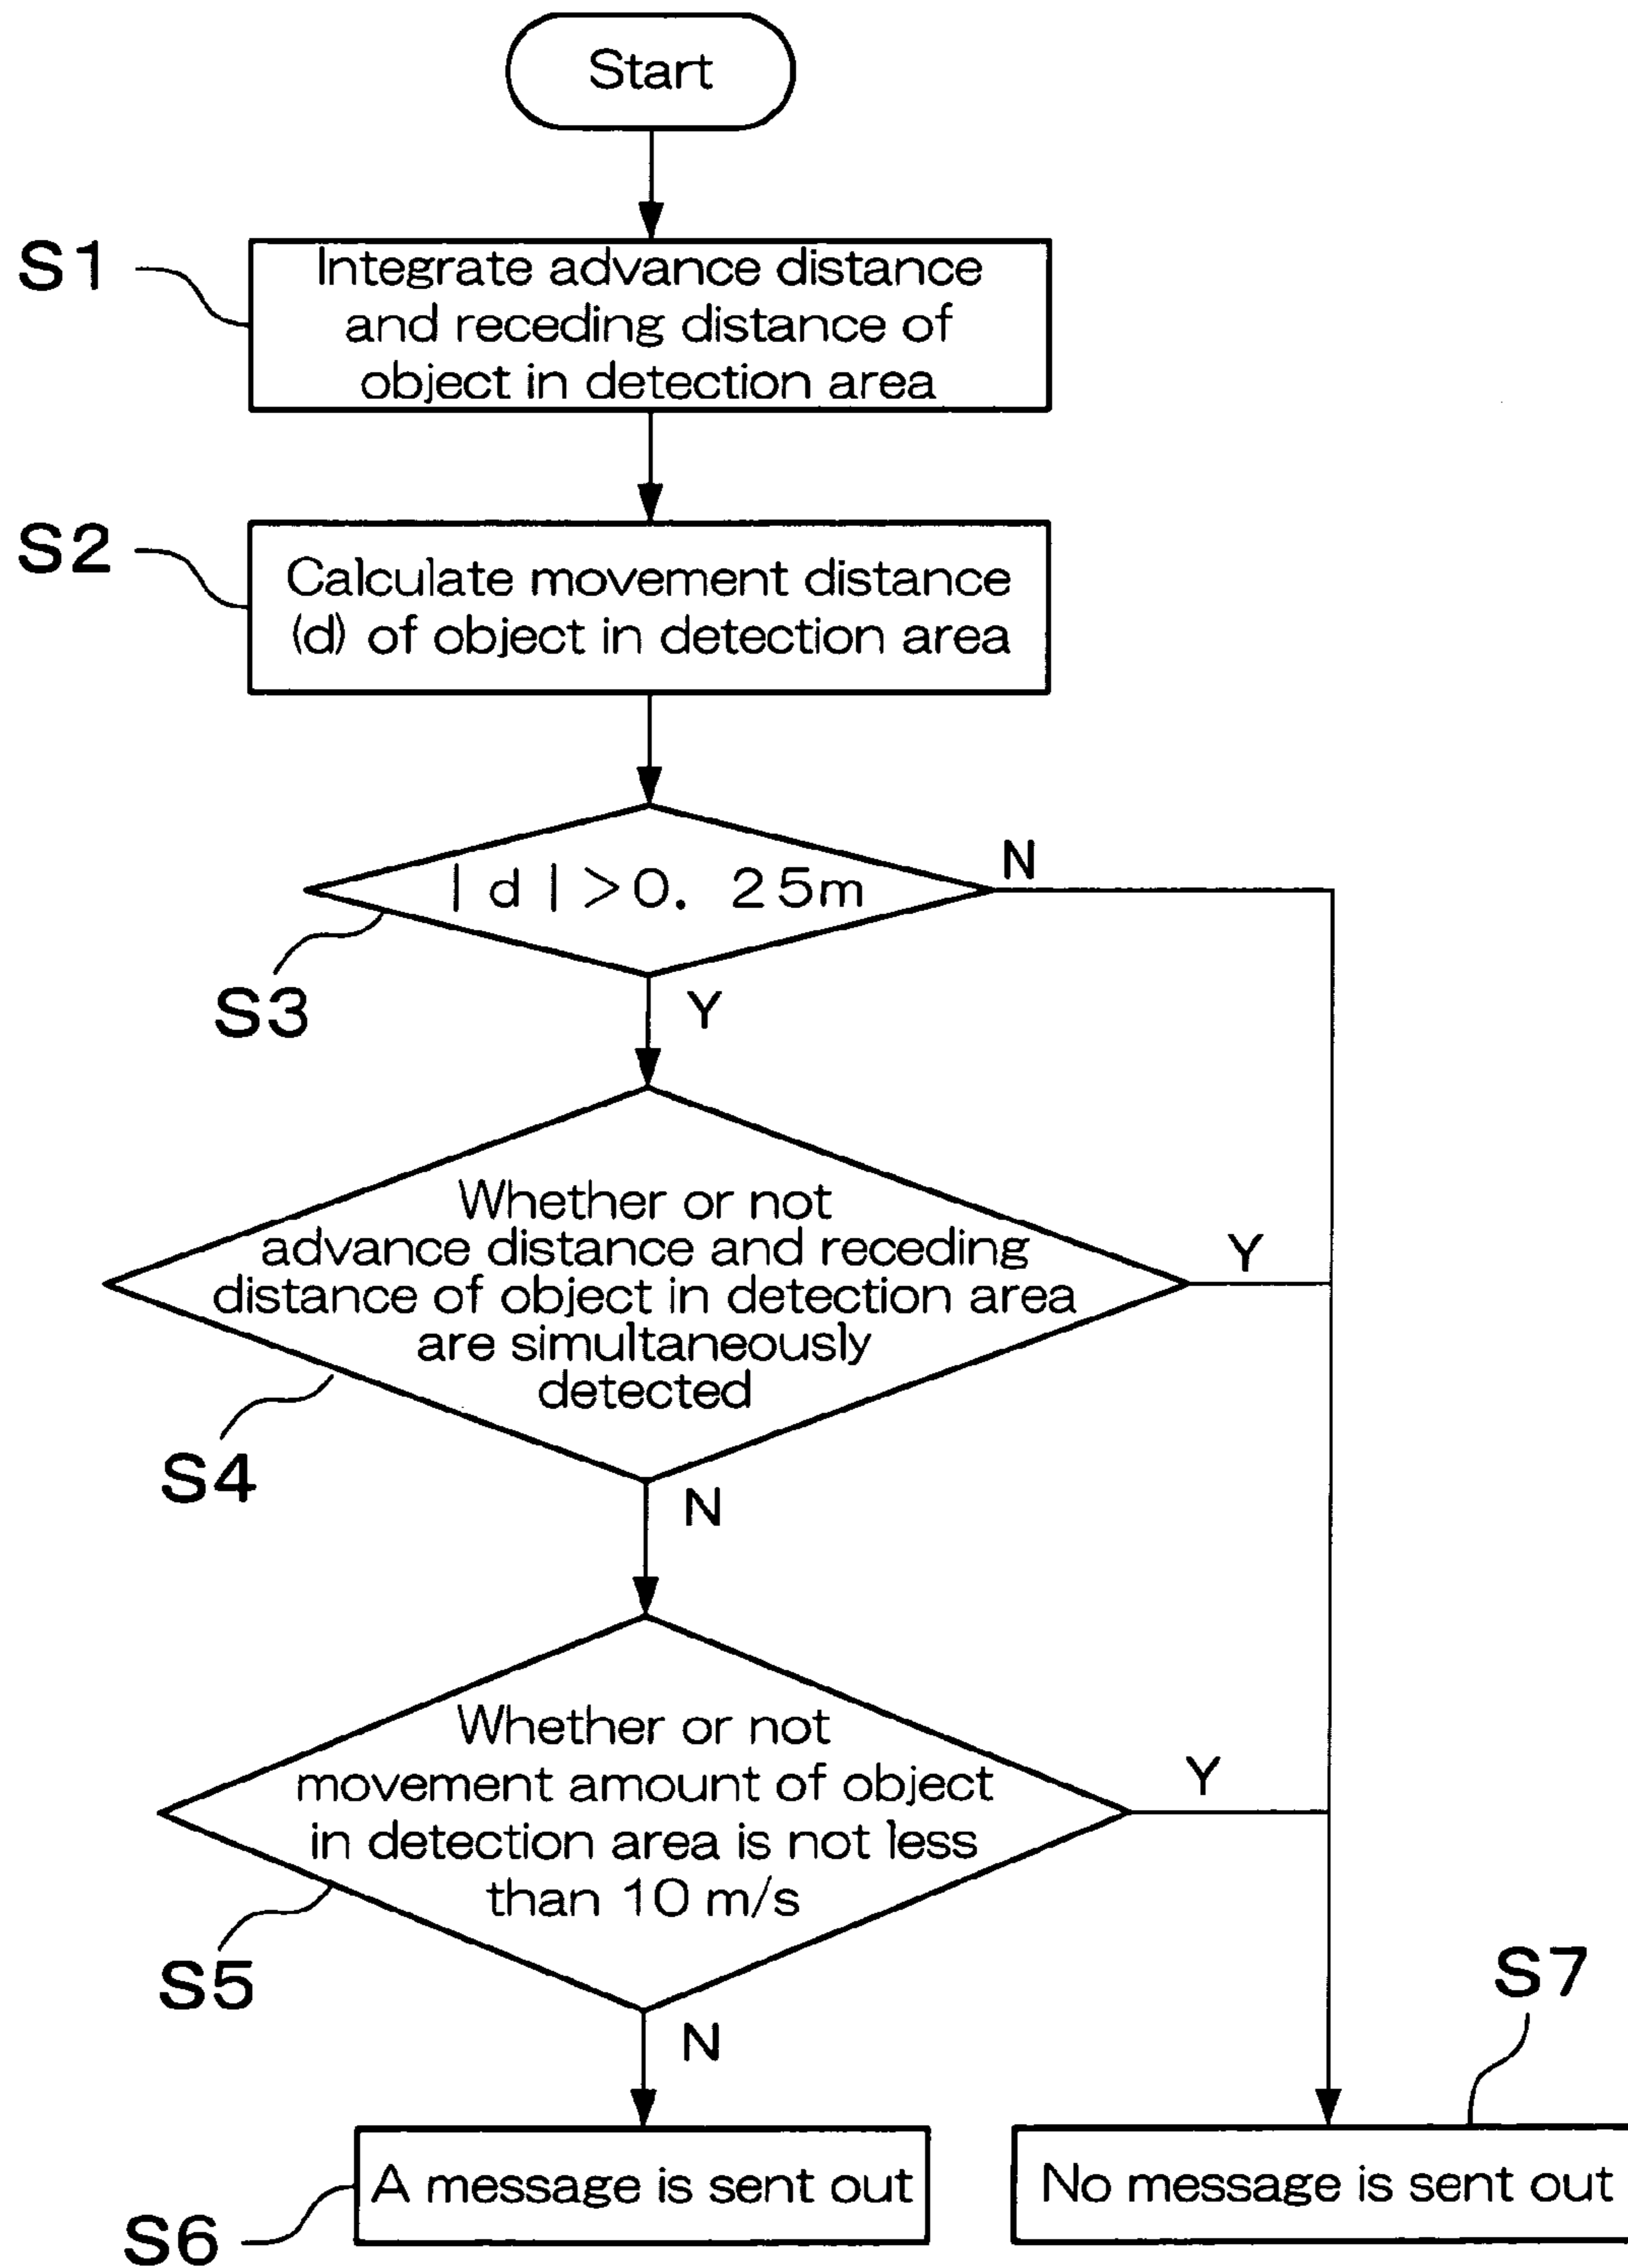 Start
S1
Integrate advance distance
and receding distance of
object in detection area
S2
Calculate movement distance
(d) of object in detection area
| d | >0. 25m
N
S3
Y
Whether or not
advance distance and receding
distance of object in detection area
are simultaneously
detected
Y
S4
N
Whether or not
movement amount of object
in detection area is not less
than 10 m/s
Y
S5
N
S7
A message is sent out
No message is sent out
S6